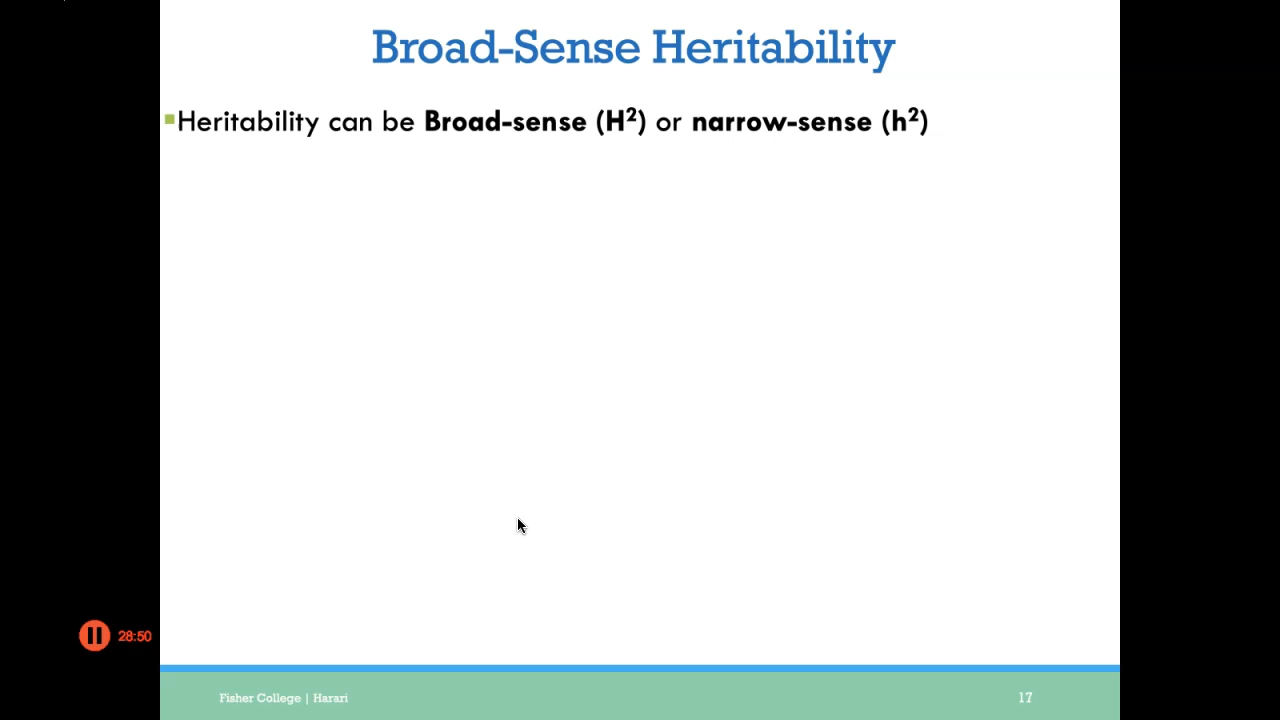 Broad-Sense Heritability
▪Heritability can be Broad-sense (H²) or narrow-sense (h²)
28:50
Fisher College | Harari
17